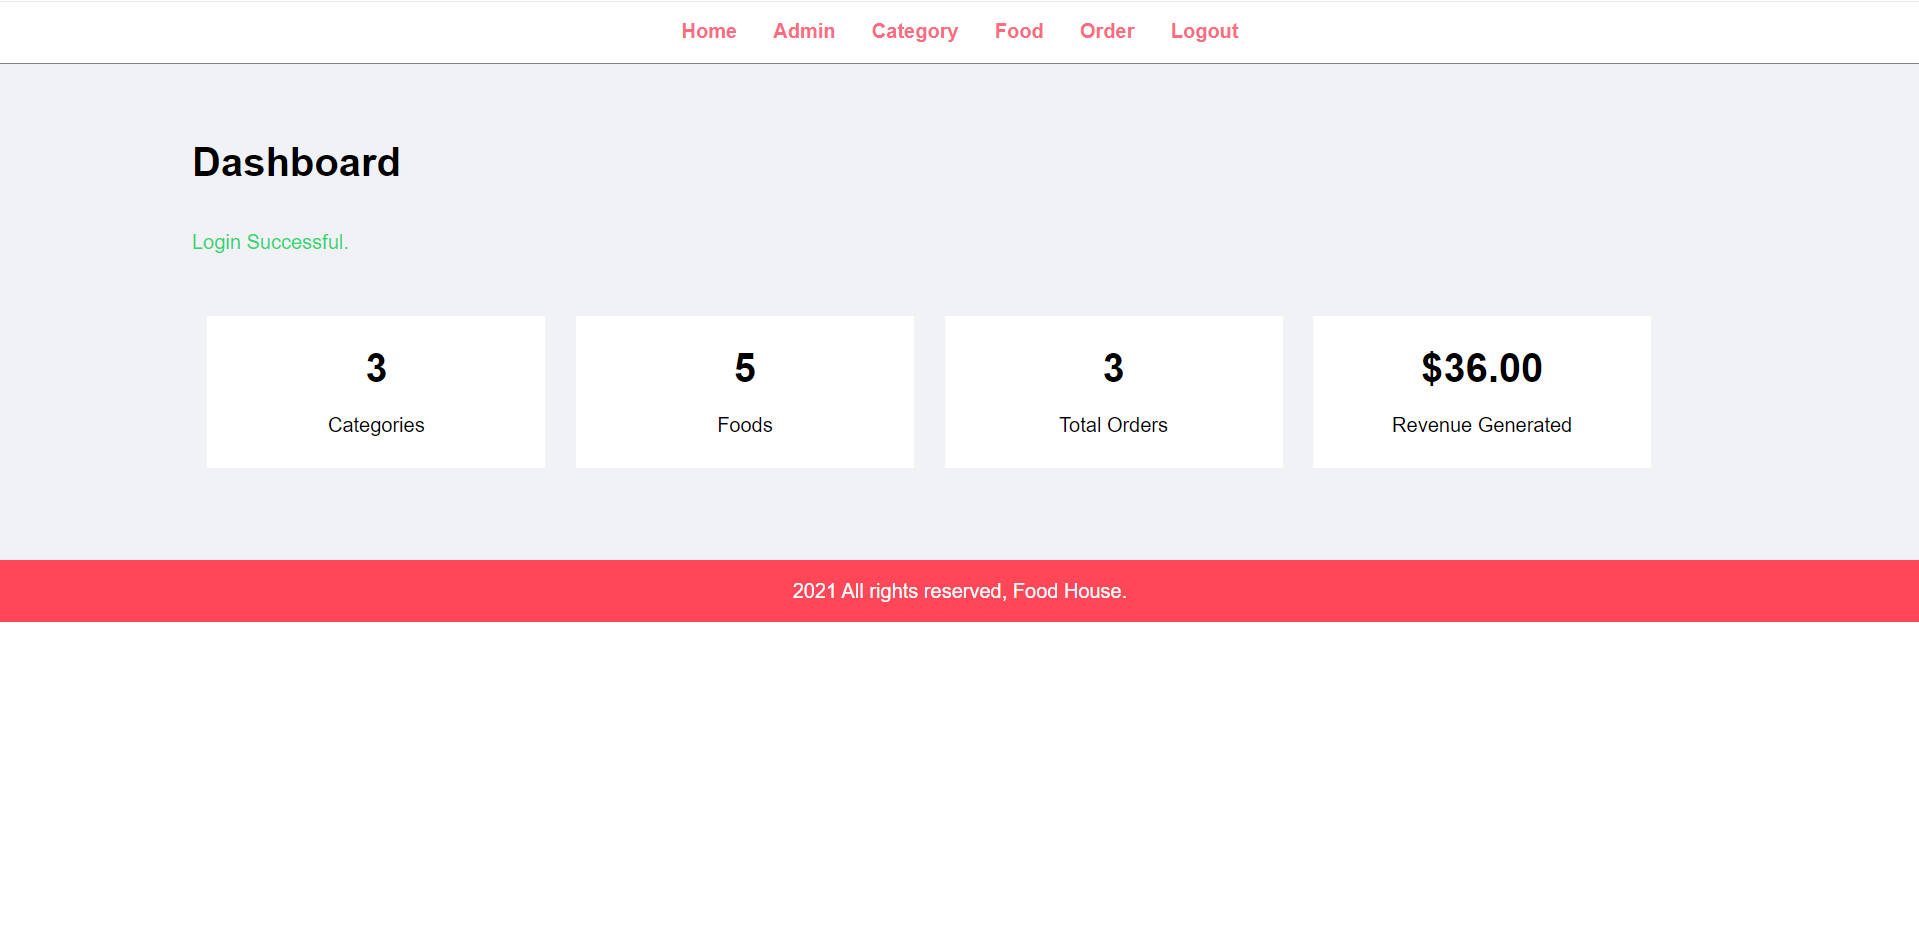 Home Admin Category Food Order Logout
Dashboard
Login Successful.
3
Categories
5
Foods
3
Total Orders
$36.00
Revenue Generated
2021 All rights reserved, Food House.